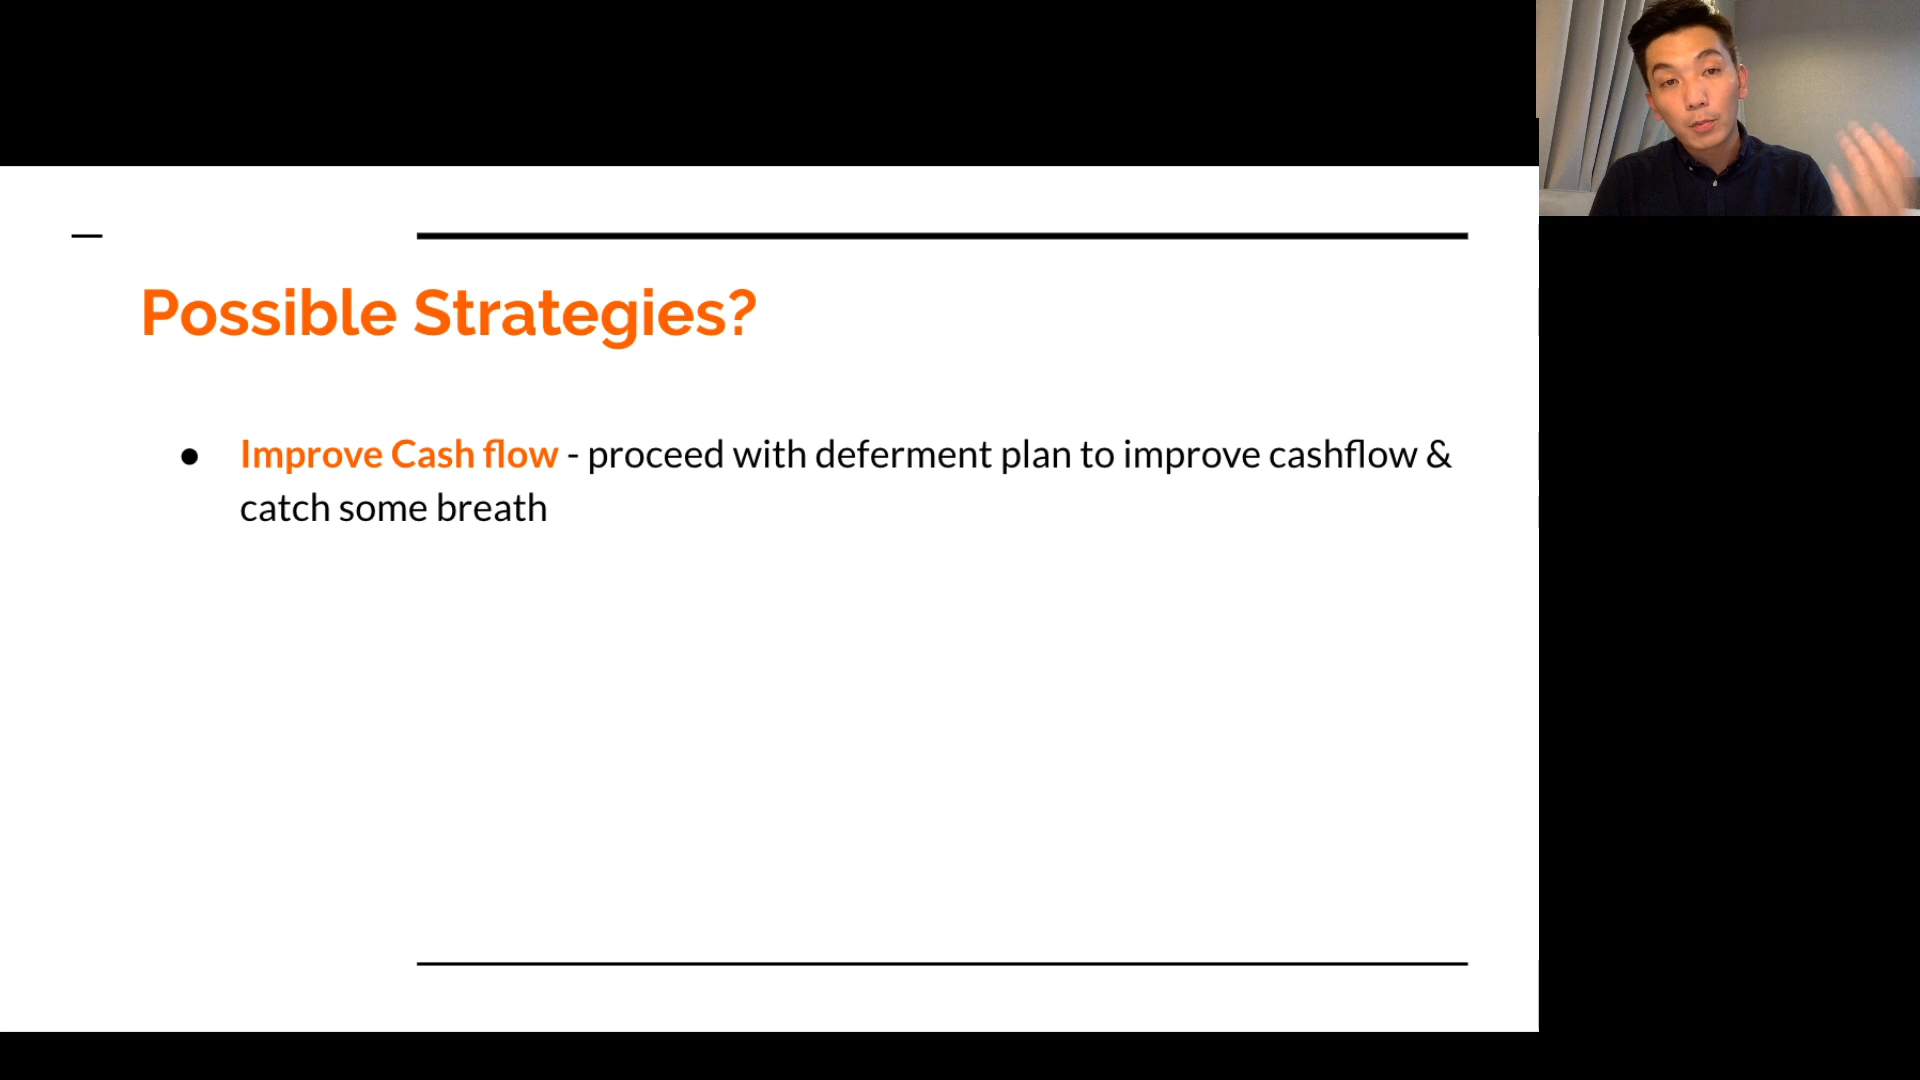 Possible Strategies?
● Improve Cash flow - proceed with deferment plan to improve cashflow &
catch some breath